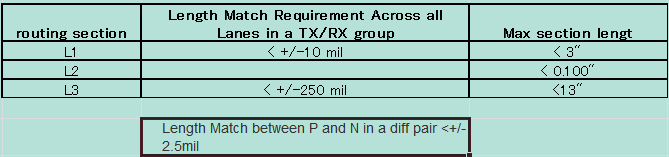 Length Match Requirement Across all
routing section Lanes in a TX/RX group Max section lengt
L1 < +/-10 mil < 3"
L2 < 0.100"
L3 < +/-250 mil <13"
Length Match between P and N in a diff pair <+/-
2.5mil